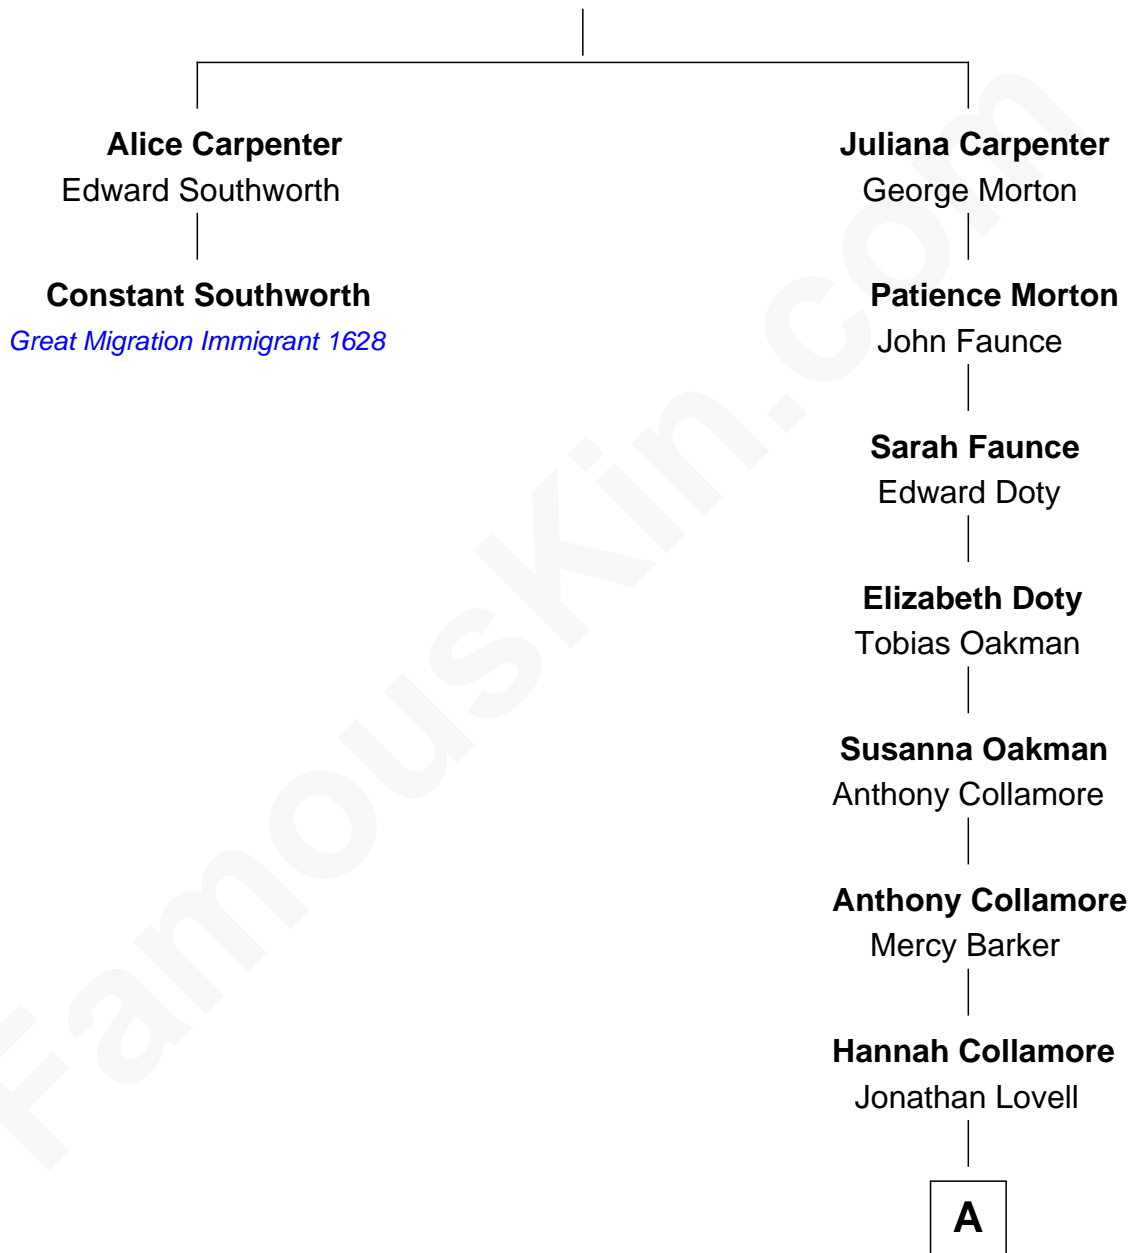 Alice Carpenter
Edward Southworth
Constant Southworth
Great Migration Immigrant 1628
Juliana Carpenter
George Morton
Patience Morton
John Faunce
Sarah Faunce
Edward Doty
Elizabeth Doty
Tobias Oakman
Susanna Oakman
Anthony Collamore
Anthony Collamore
Mercy Barker
Hannah Collamore
Jonathan Lovell
A
FamousKin.com